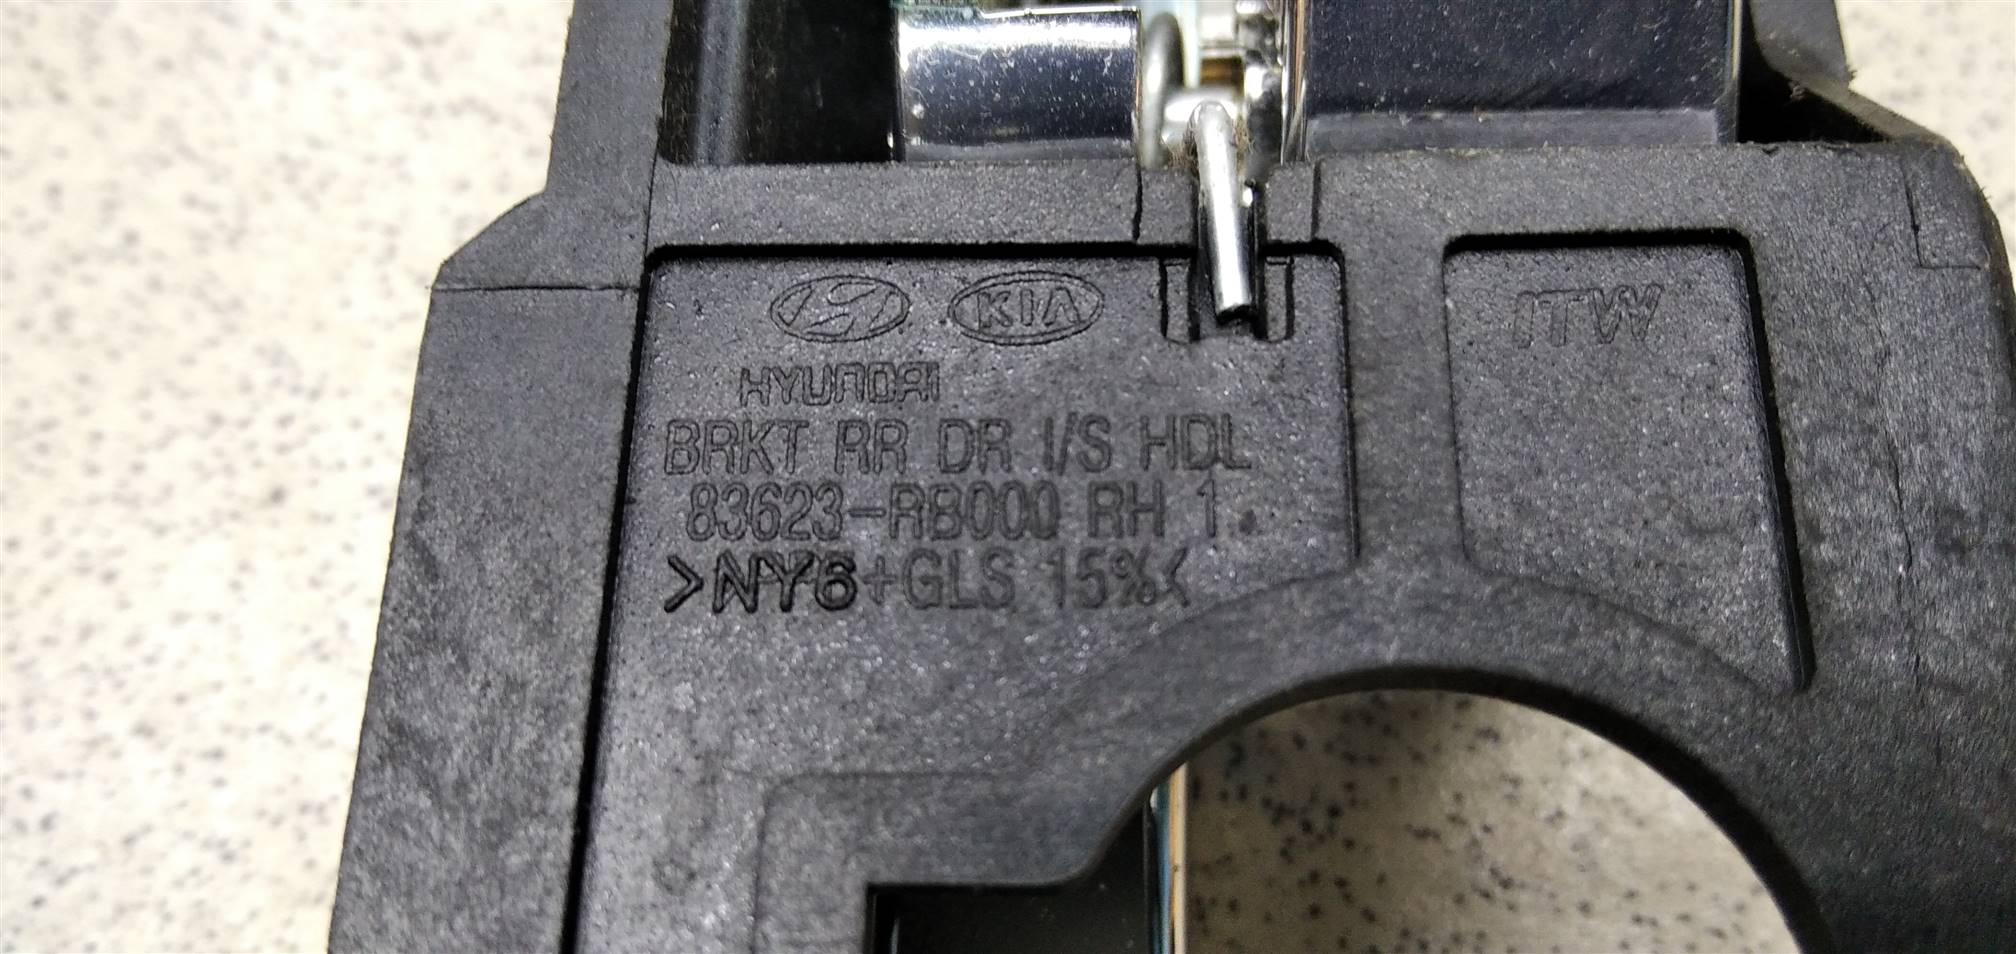 KIA
ITW
HYUNDAI
BRKT RR DR I/S HDL
83623-RB000 RH 1
>NY6+GLS 15%<